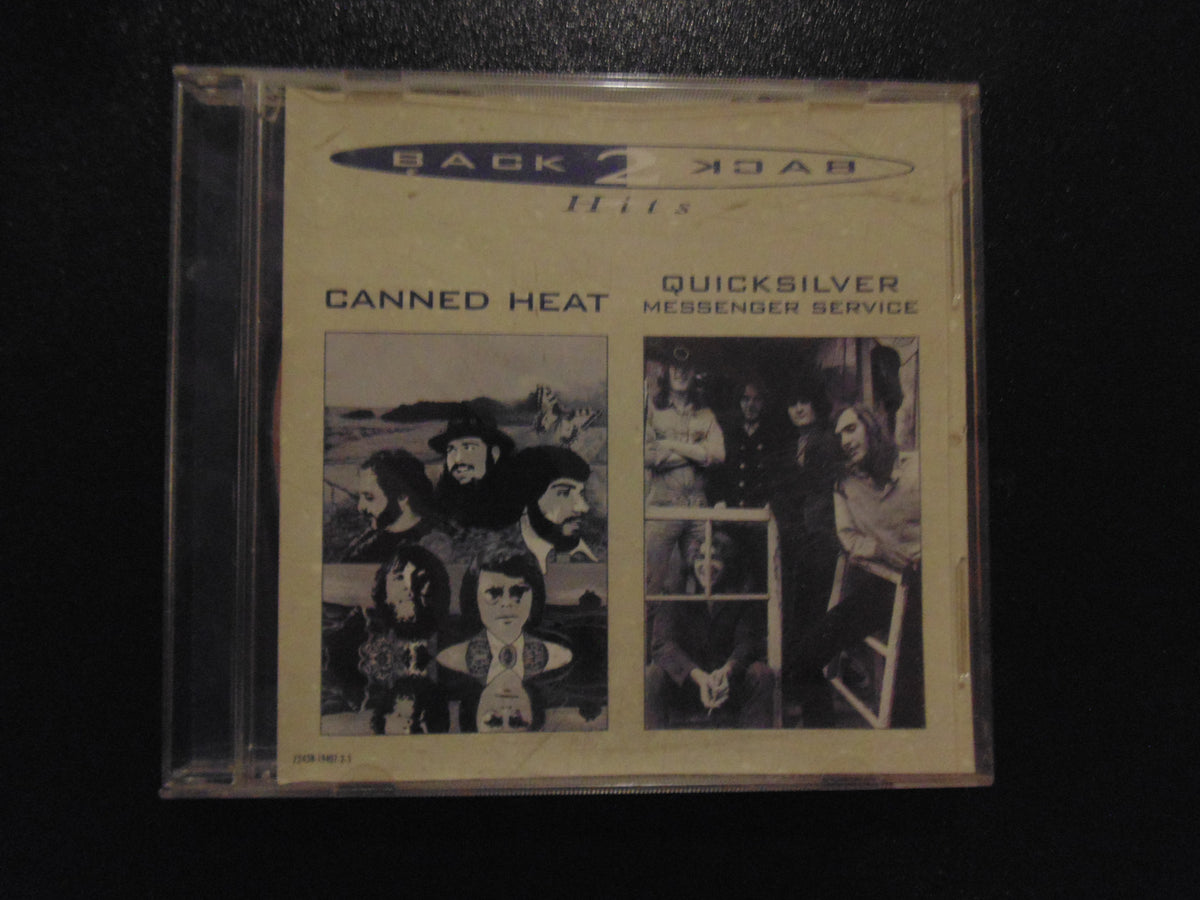 BACK 2 BACK
Hits
CANNED HEAT
QUICKSILVER
MESSENGER SERVICE